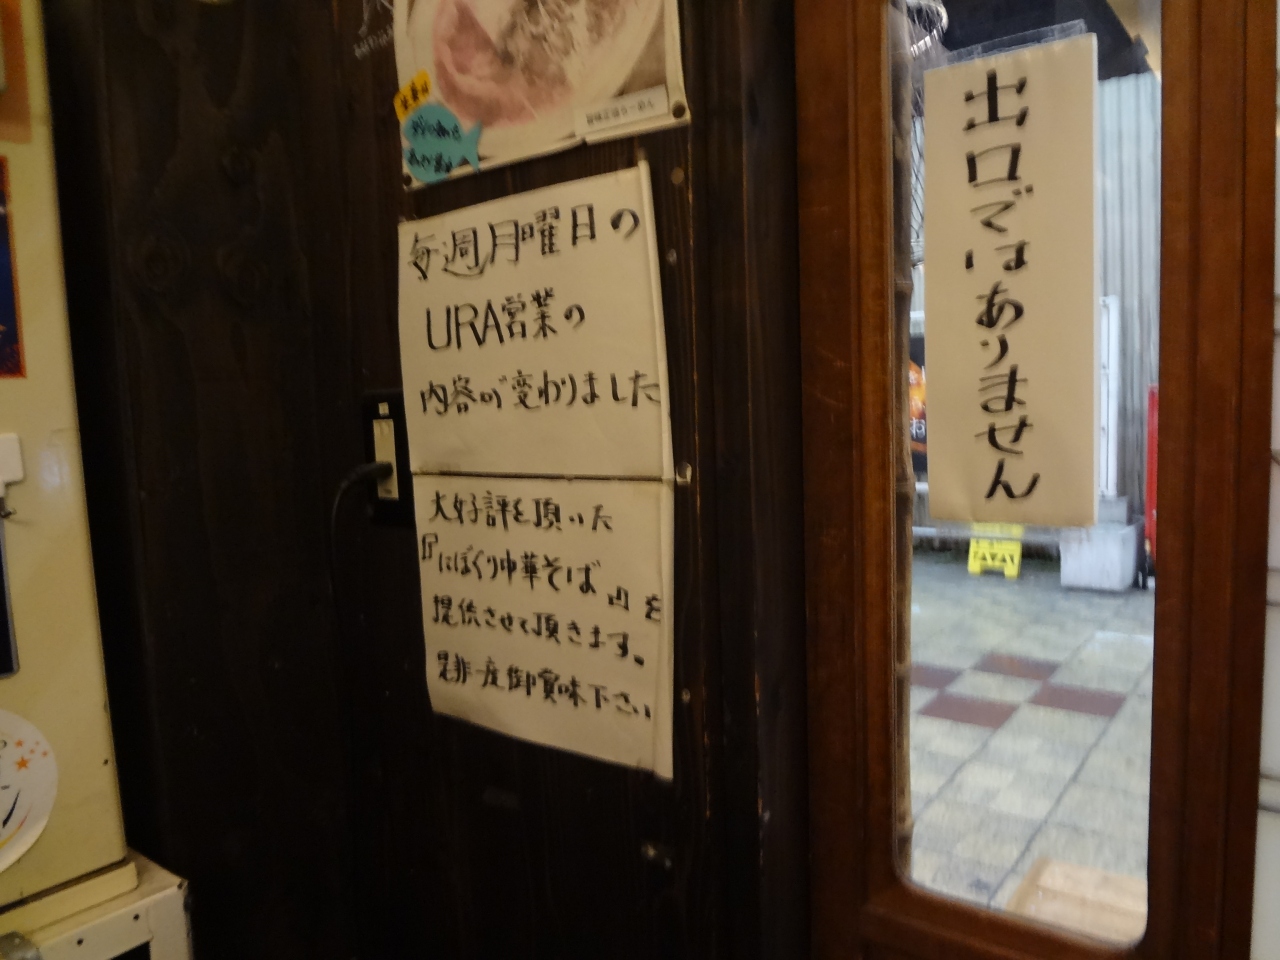 毎週月曜日の
URA営業の
内容が変わりました
大好評を頂いた
『にぼくり中華そば』を
提供させて頂きます。
是非一度御賞味下さい
出口ではありません